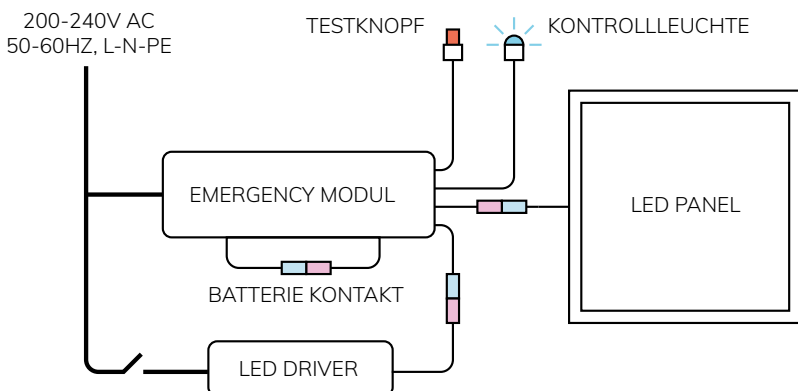 200-240V AC
50-60HZ, L-N-PE
TESTKNOPF
KONTROLLLEUCHTE
EMERGENCY MODUL
LED PANEL
BATTERIE KONTAKT
LED DRIVER